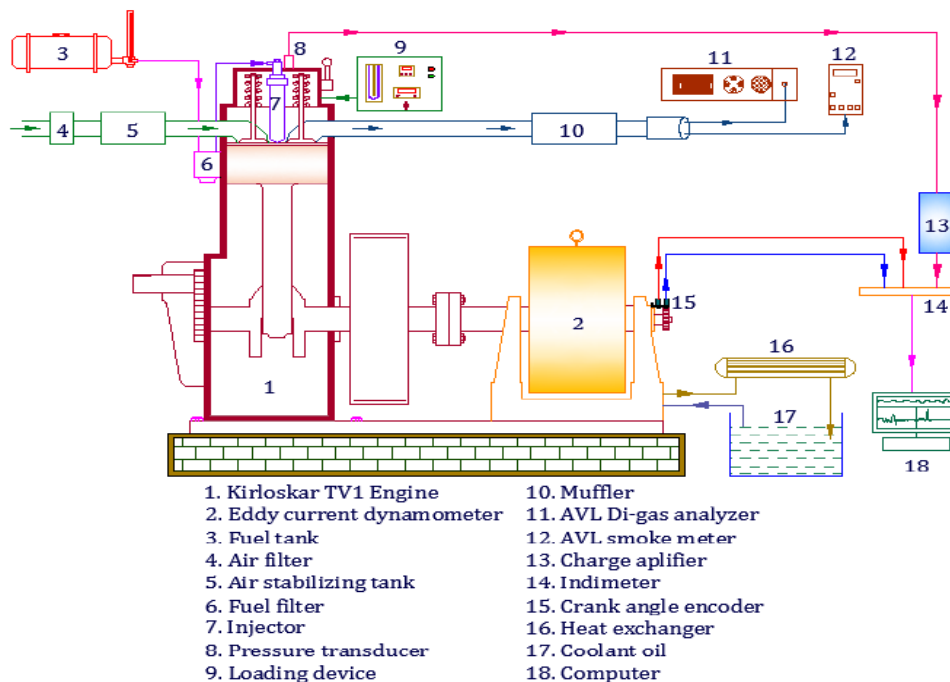 3
8
9
11
12
7
4
5
10
6
13
2
15
14
16
1
17
18
1. Kirloskar TV1 Engine
2. Eddy current dynamometer
3. Fuel tank
4. Air filter
5. Air stabilizing tank
6. Fuel filter
7. Injector
8. Pressure transducer
9. Loading device
10. Muffler
11. AVL Di-gas analyzer
12. AVL smoke meter
13. Charge aplifier
14. Indimeter
15. Crank angle encoder
16. Heat exchanger
17. Coolant oil
18. Computer